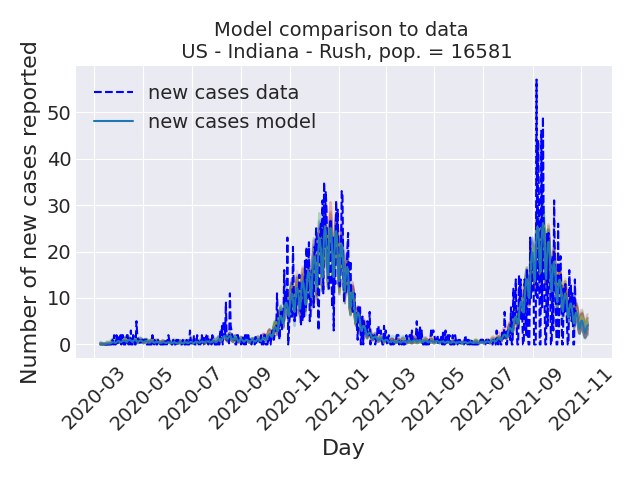 Model comparison to data
US - Indiana - Rush, pop. = 16581
new cases data
new cases model
Number of new cases reported
50
40
30
20
10
0
2020-03
2020-05
2020-07
2020-09
2020-11
2021-01
2021-03
2021-05
2021-07
2021-09
2021-11
Day